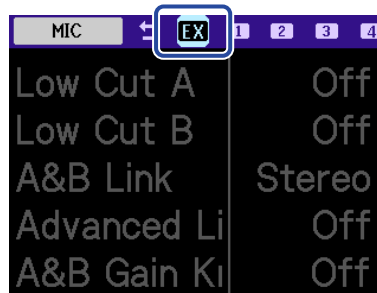 MIC EX 1 2 3 4
Low Cut A Off
Low Cut B Off
A&B Link Stereo
Advanced Li Off
A&B Gain Kı Off